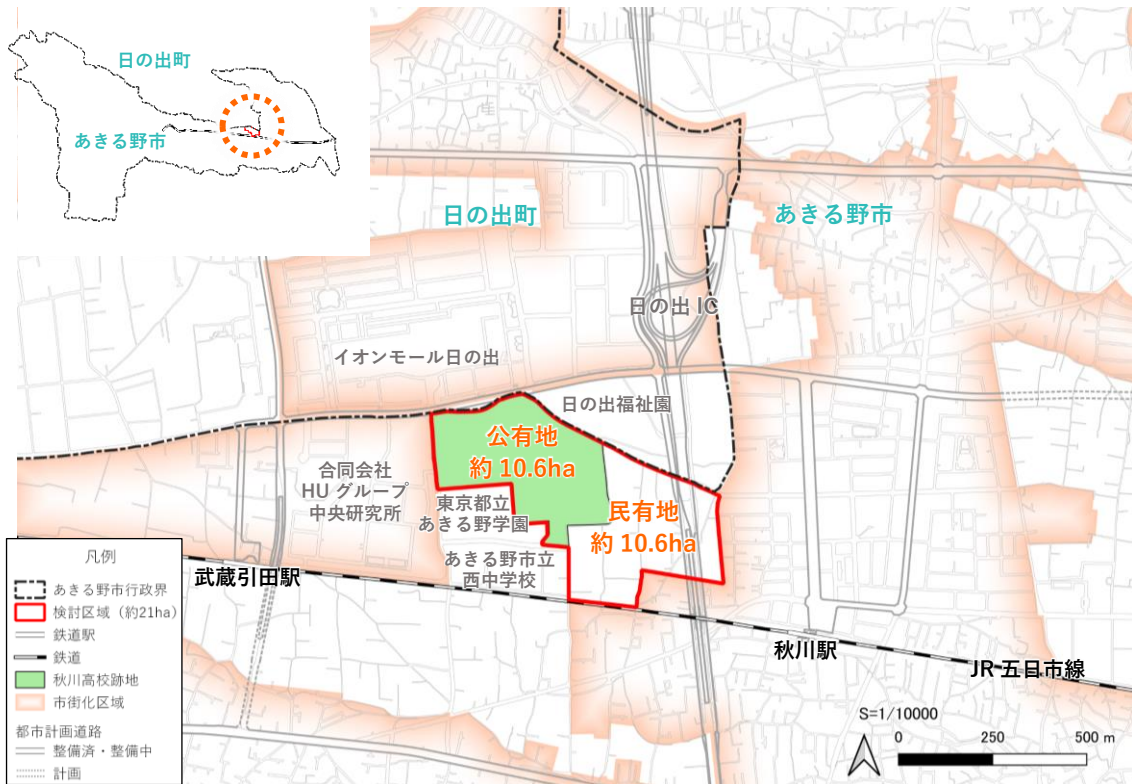 日の出町
あきる野市
日の出町
あきる野市
日の出 IC
イオンモール日の出
日の出福祉園
公有地
約 10.6ha
合同会社
HU グループ
中央研究所
東京都立
あきる野学園
民有地
約 10.6ha
あきる野市立
西中学校
武蔵引田駅
秋川駅
JR 五日市線
凡例
あきる野市行政界
検討区域（約21ha）
鉄道駅
鉄道
秋川高校跡地
市街化区域
都市計画道路
整備済・整備中
計画
S=1/10000
0 250 500 m